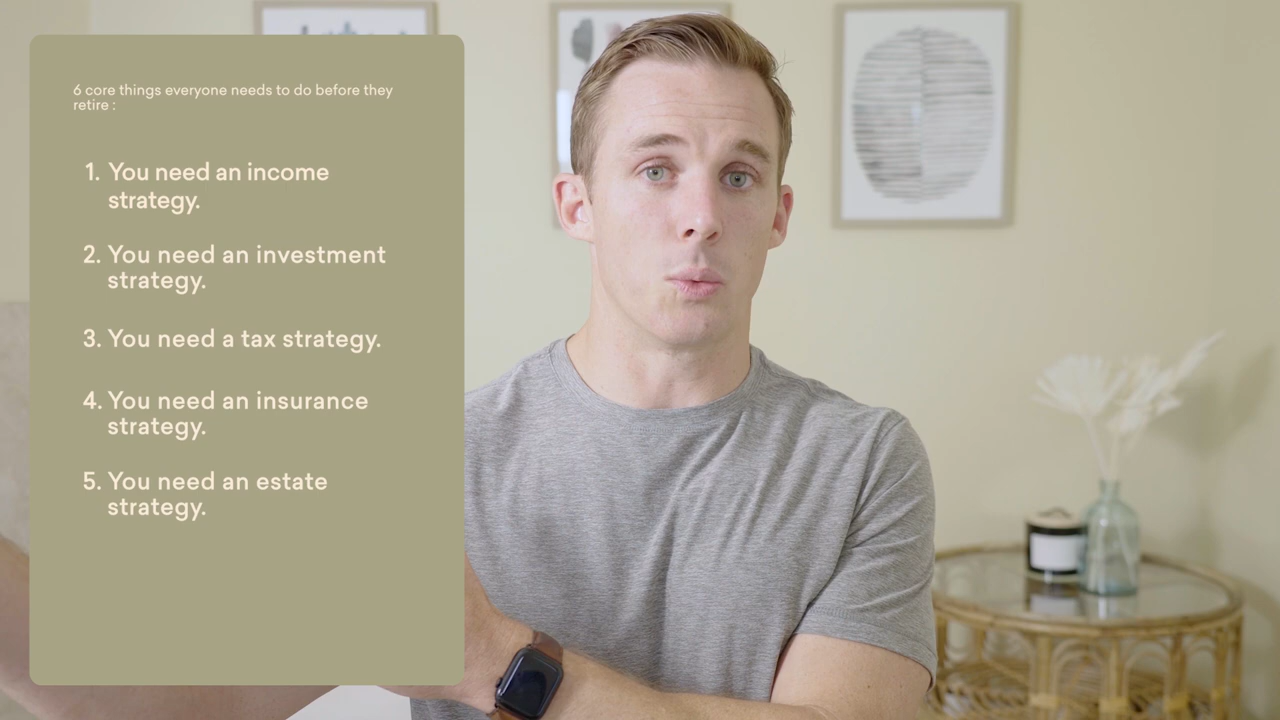 6 core things everyone needs to do before they
retire :
1. You need an income
strategy.
2. You need an investment
strategy.
3. You need a tax strategy.
4. You need an insurance
strategy.
5. You need an estate
strategy.